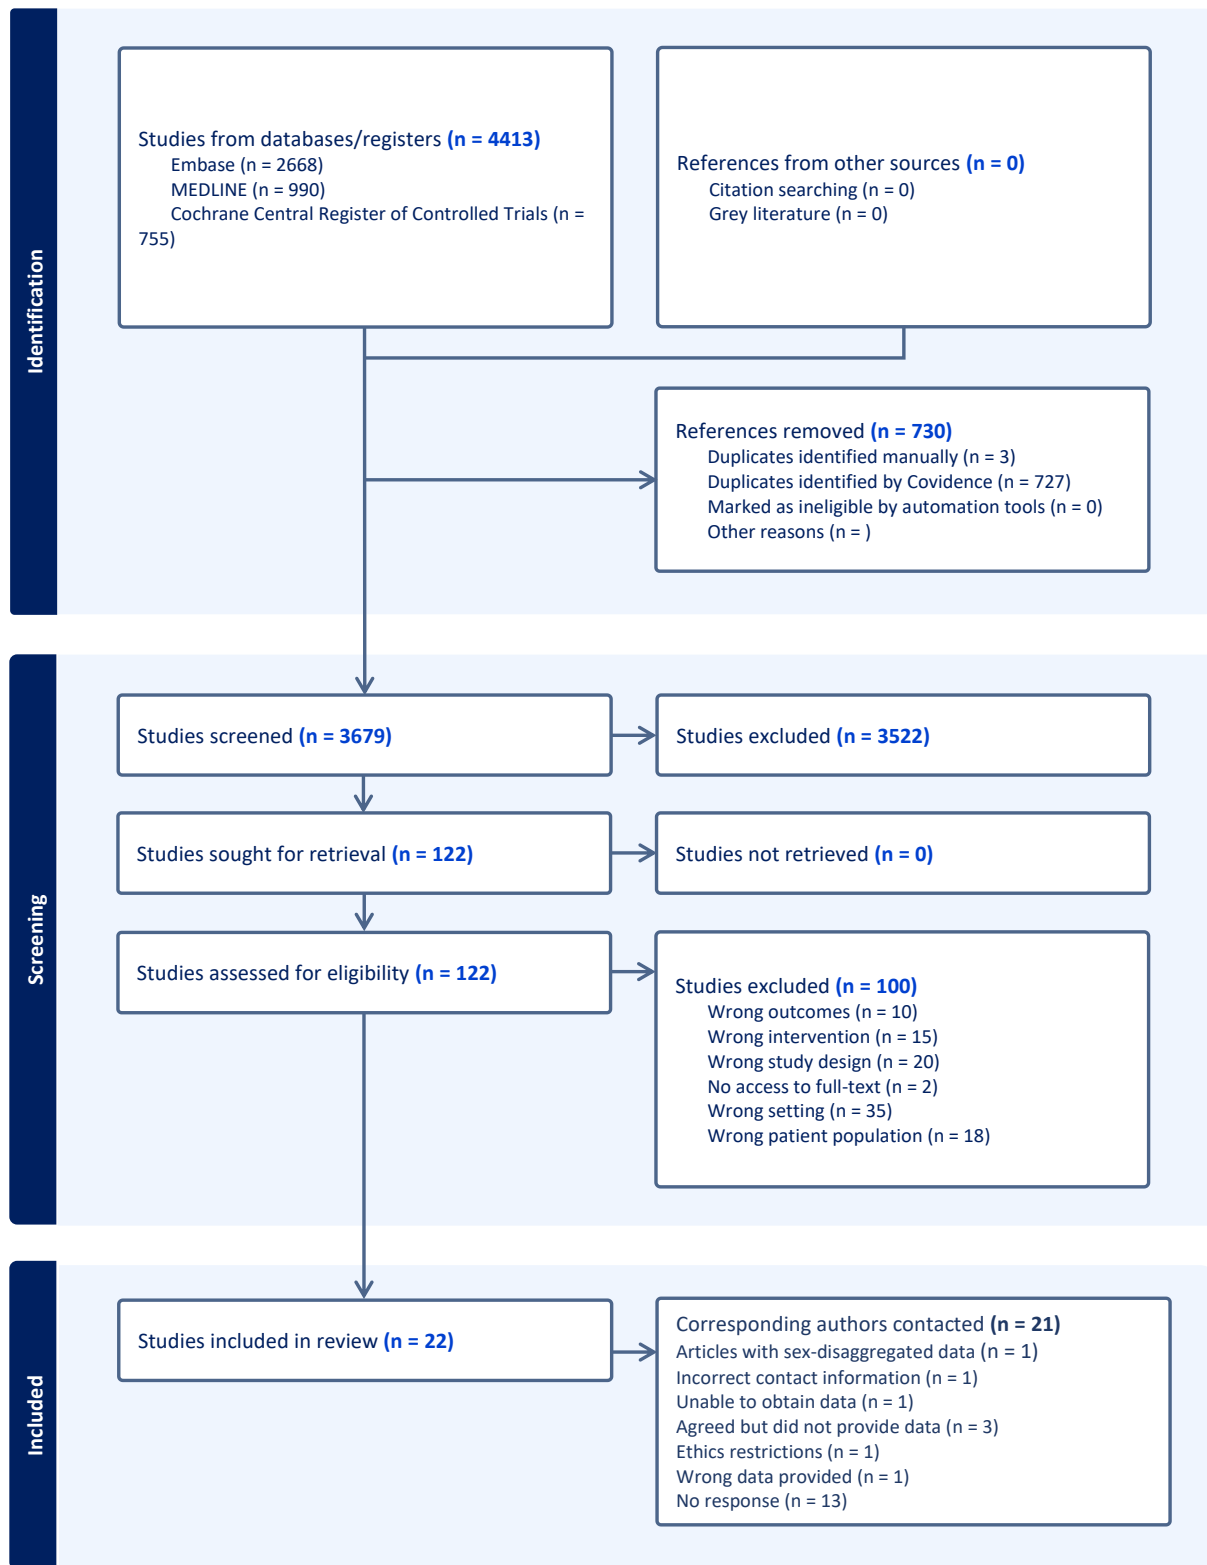 Identification
Studies from databases/registers (n = 4413)
Embase (n = 2668)
MEDLINE (n = 990)
Cochrane Central Register of Controlled Trials (n =
755)
References from other sources (n = 0)
Citation searching (n = 0)
Grey literature (n = 0)
References removed (n = 730)
Duplicates identified manually (n = 3)
Duplicates identified by Covidence (n = 727)
Marked as ineligible by automation tools (n = 0)
Other reasons (n = )
Screening
Studies screened (n = 3679)
Studies excluded (n = 3522)
Studies sought for retrieval (n = 122)
Studies not retrieved (n = 0)
Studies assessed for eligibility (n = 122)
Studies excluded (n = 100)
Wrong outcomes (n = 10)
Wrong intervention (n = 15)
Wrong study design (n = 20)
No access to full-text (n = 2)
Wrong setting (n = 35)
Wrong patient population (n = 18)
Included
Studies included in review (n = 22)
Corresponding authors contacted (n = 21)
Articles with sex-disaggregated data (n = 1)
Incorrect contact information (n = 1)
Unable to obtain data (n = 1)
Agreed but did not provide data (n = 3)
Ethics restrictions (n = 1)
Wrong data provided (n = 1)
No response (n = 13)